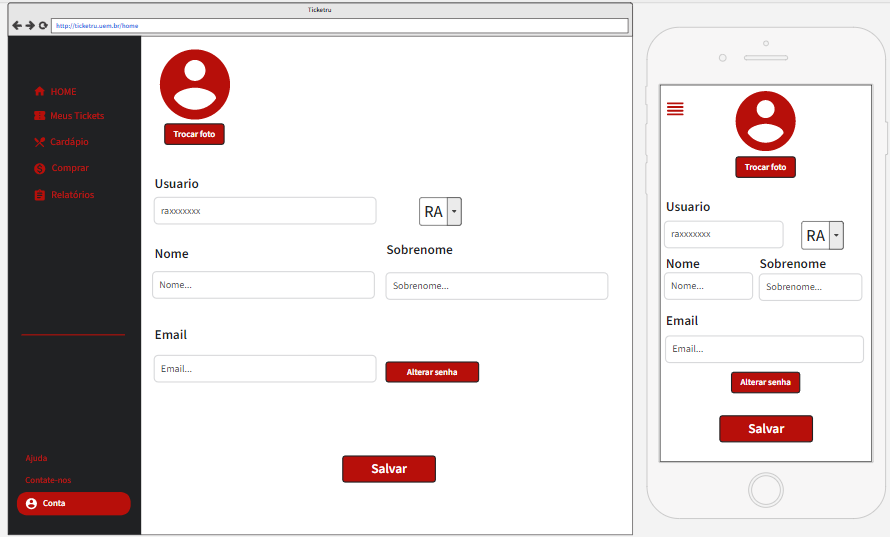 Ticketru
http://ticketru.uem.br/home
HOME
Meus Tickets
Cardápio
Comprar
Relatórios
Ajuda
Contate-nos
Conta
Trocar foto
Usuario
raxxxxxxx
RA
Nome
Sobrenome
Nome...
Sobrenome...
Email
Email...
Alterar senha
Salvar
Trocar foto
Usuario
raxxxxxxx
RA
Nome
Sobrenome
Nome...
Sobrenome...
Email
Email...
Alterar senha
Salvar